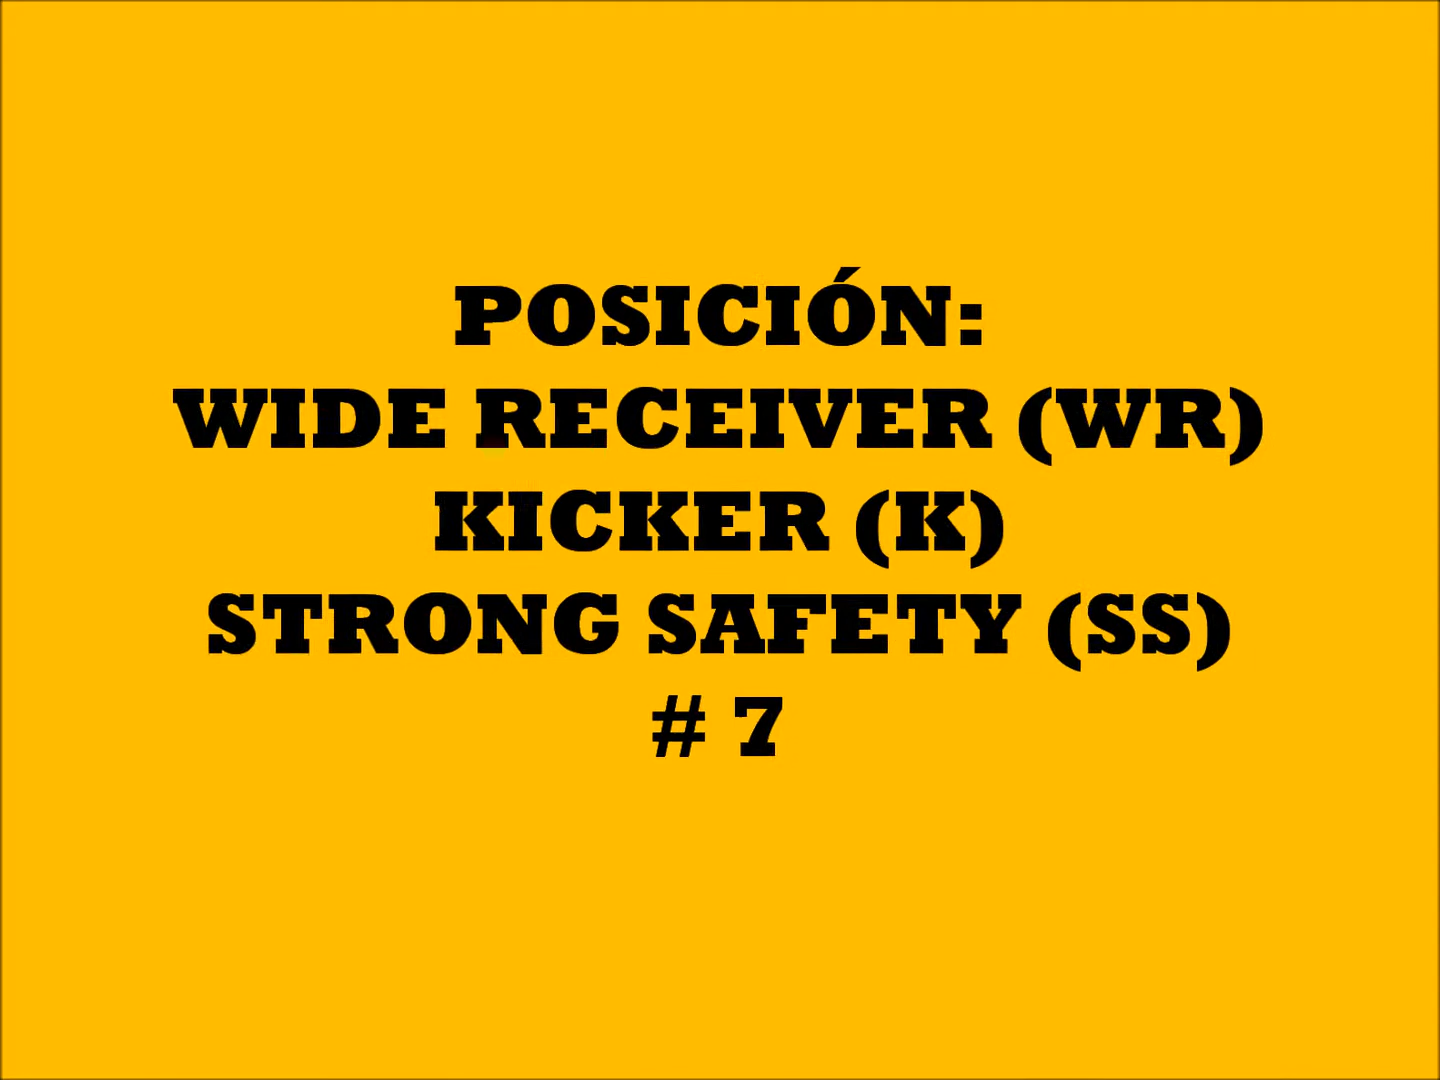 POSICIÓN:
WIDE RECEIVER (WR)
KICKER (K)
STRONG SAFETY (SS)
# 7